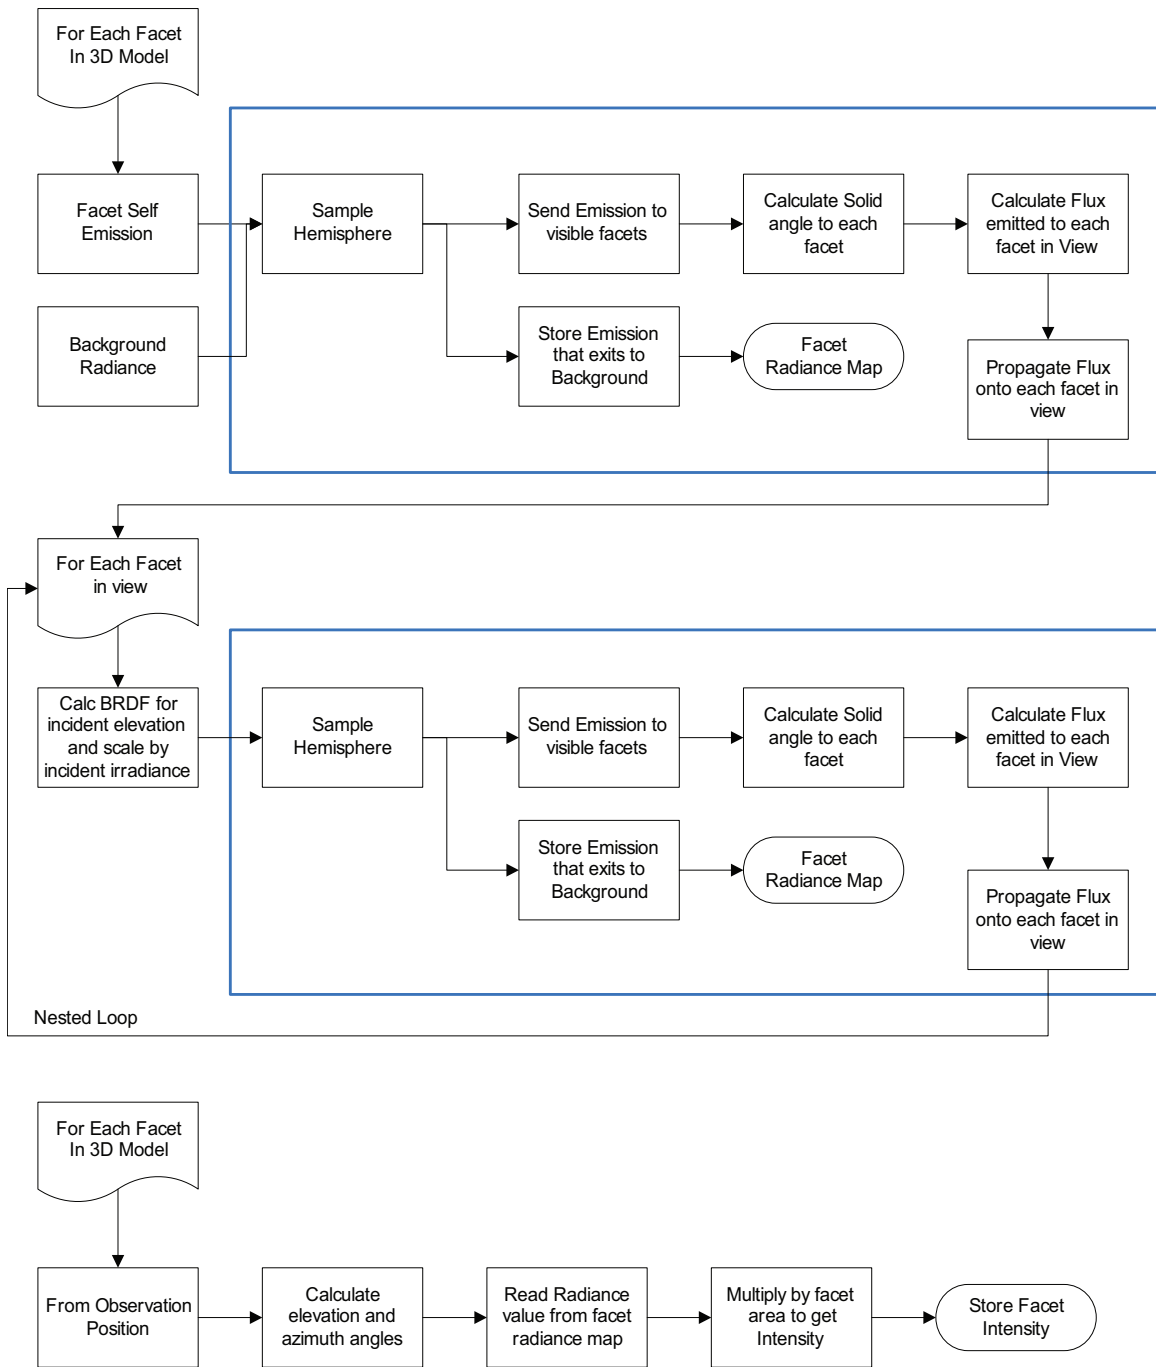 For Each Facet
In 3D Model
Facet Self
Emission
Sample
Hemisphere
Send Emission to
visible facets
Calculate Solid
angle to each
facet
Calculate Flux
emitted to each
facet in View
Background
Radiance
Store Emission
that exits to
Background
Facet
Radiance Map
Propagate Flux
onto each facet in
view
For Each Facet
in view
Calc BRDF for
incident elevation
and scale by
incident irradiance
Sample
Hemisphere
Send Emission to
visible facets
Calculate Solid
angle to each
facet
Calculate Flux
emitted to each
facet in View
Store Emission
that exits to
Background
Facet
Radiance Map
Propagate Flux
onto each facet in
view
Nested Loop
For Each Facet
In 3D Model
From Observation
Position
Calculate
elevation and
azimuth angles
Read Radiance
value from facet
radiance map
Multiply by facet
area to get
Intensity
Store Facet
Intensity